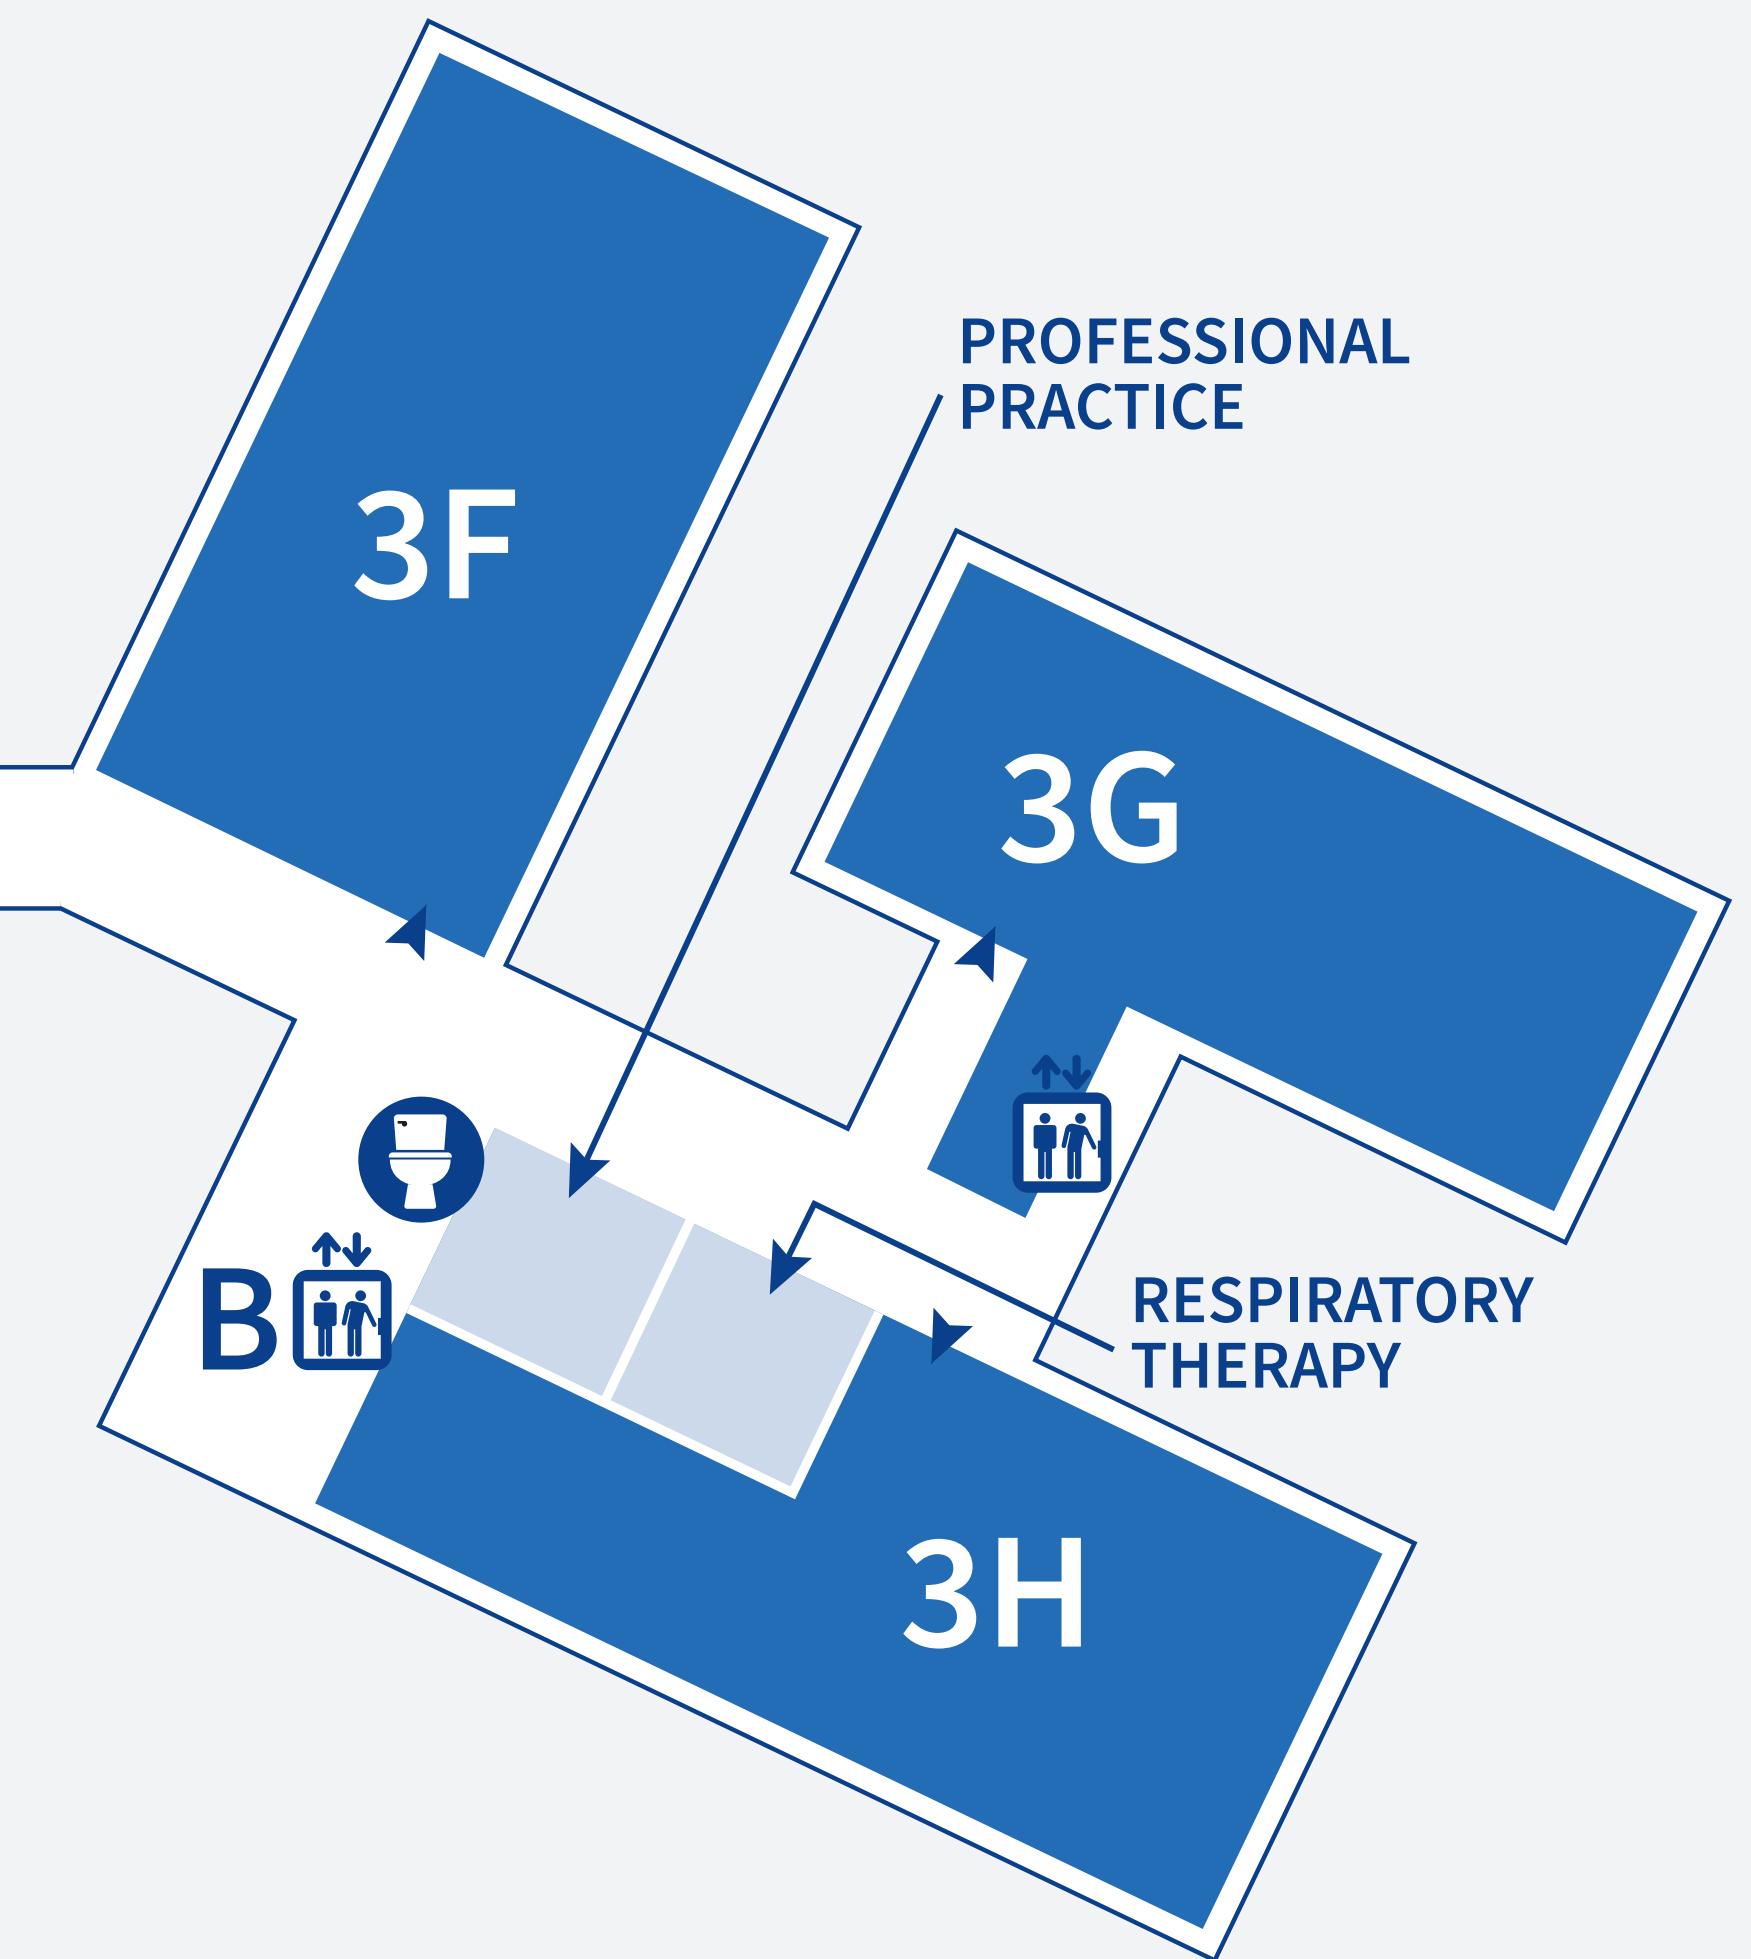 3F
PROFESSIONAL
PRACTICE
3G
B
RESPIRATORY
THERAPY
3H